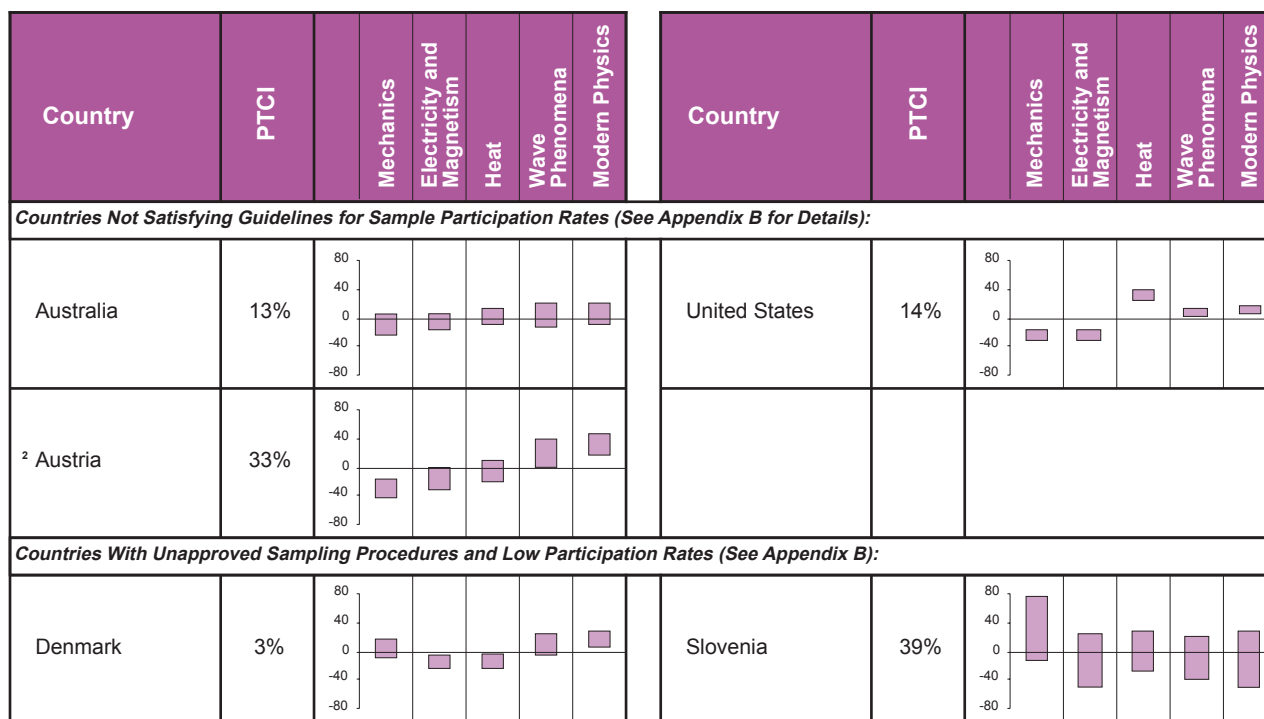 Country PTCI Mechanics Electricity and Magnetism Heat Wave Phenomena Modern Physics Country PTCI Mechanics Electricity and Magnetism Heat Wave Phenomena Modern Physics
Countries Not Satisfying Guidelines for Sample Participation Rates (See Appendix B for Details):
Australia 13% 80 40 0 -40 -80 United States 14% 80 40 0 -40 -80
² Austria 33% 80 40 0 -40 -80
Countries With Unapproved Sampling Procedures and Low Participation Rates (See Appendix B):
Denmark 3% 80 40 0 -40 -80 Slovenia 39% 80 40 0 -40 -80